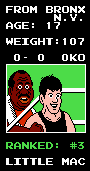 FROM BRONX
N.Y.
AGE: 17
WEIGHT:107
0- 0 0KO
RANKED: #3
LITTLE MAC